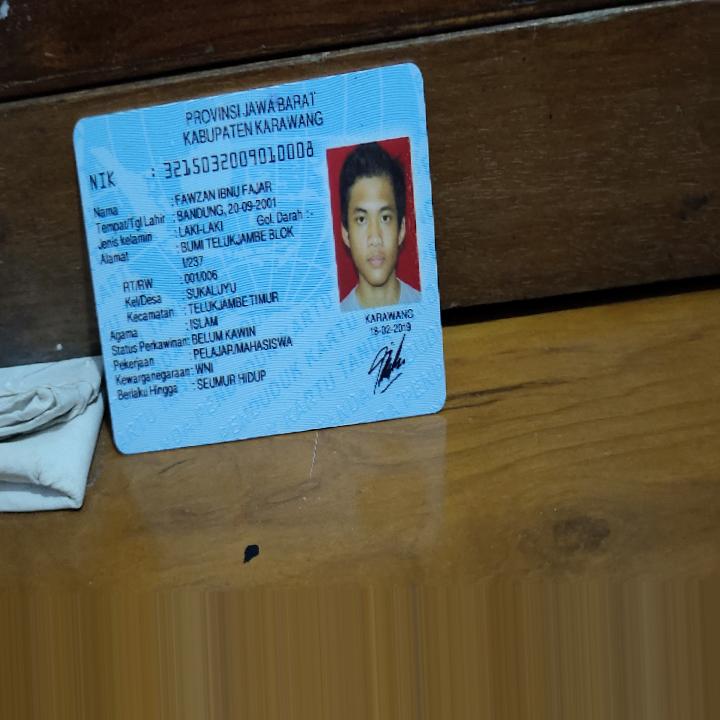 PROVINSI JAWA BARAT
KABUPATEN KARAWANG
NIK : 3215032009010008
Nama : FAWZAN IBNU FAJAR
Tempat/Tgl Lahir : BANDUNG, 20-09-2001
Jenis kelamin : LAKI-LAKI Gol. Darah :-
Alamat : BUMI TELUKJAMBE BLOK
I/237
RT/RW : 001/006
Kel/Desa : SUKALUYU
Kecamatan : TELUKJAMBE TIMUR
Agama : ISLAM
Status Perkawinan: BELUM KAWIN
Pekerjaan : PELAJAR/MAHASISWA
Kewarganegaraan: WNI
Berlaku Hingga : SEUMUR HIDUP
KARAWANG
18-02-2019